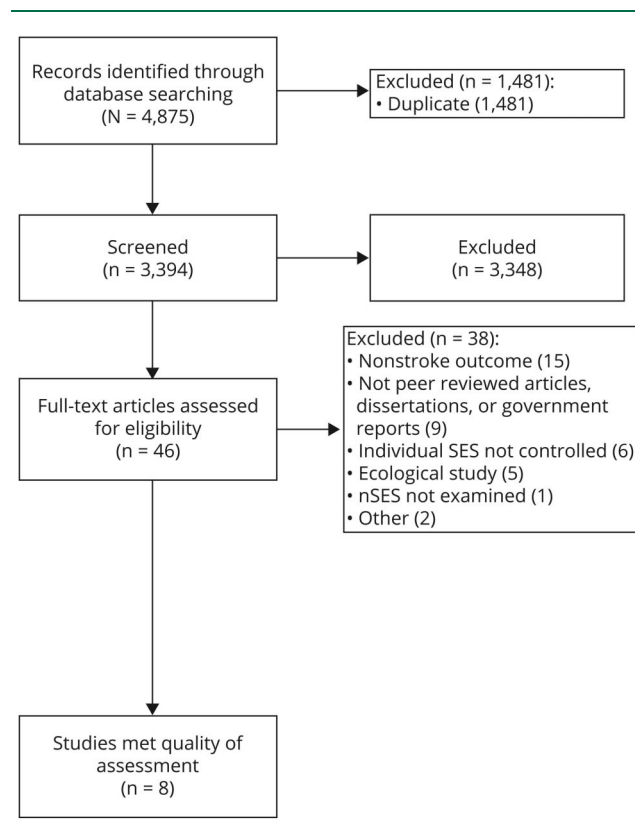 Records identified through
database searching
(N = 4,875)
Excluded (n = 1,481):
• Duplicate (1,481)
Screened
(n = 3,394)
Excluded
(n = 3,348)
Full-text articles assessed
for eligibility
(n = 46)
Excluded (n = 38):
• Nonstroke outcome (15)
• Not peer reviewed articles,
dissertations, or government
reports (9)
• Individual SES not controlled (6)
• Ecological study (5)
• nSES not examined (1)
• Other (2)
Studies met quality of
assessment
(n = 8)